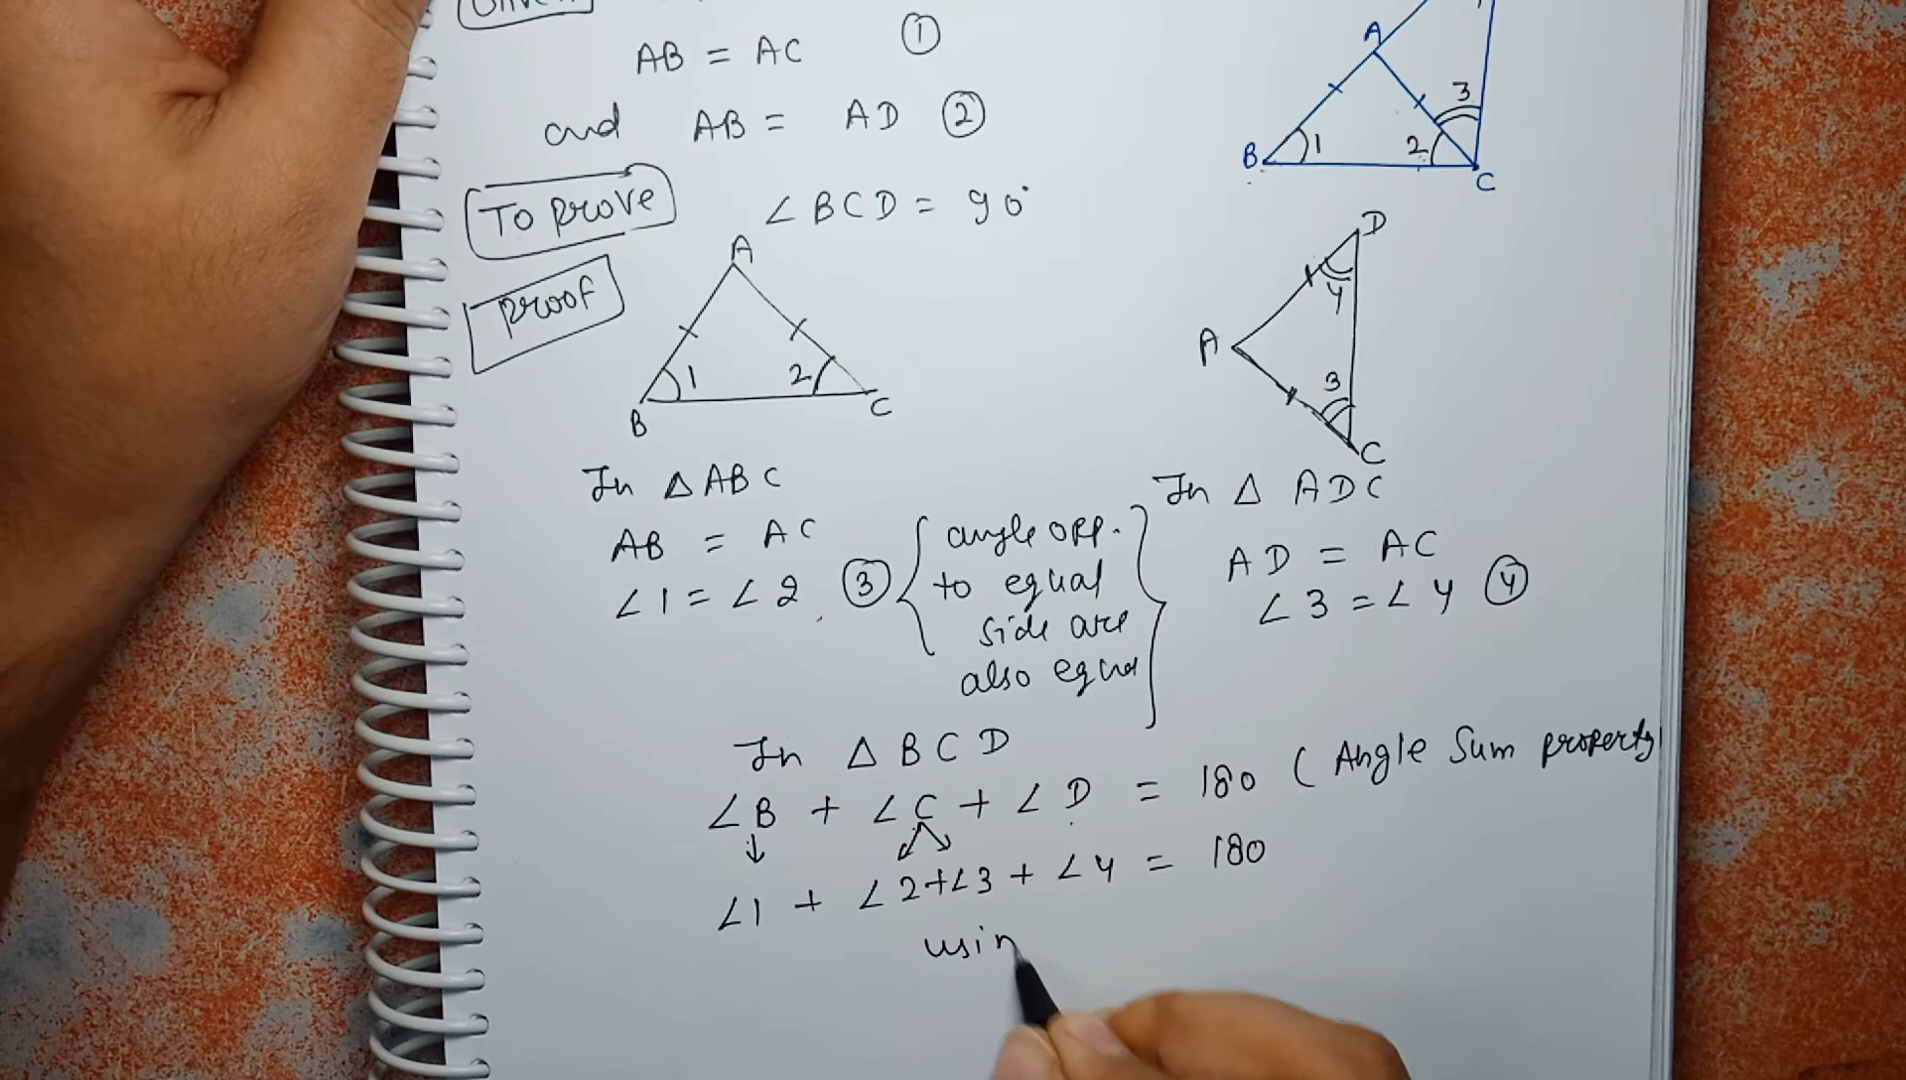 AB = AC ①
and AB = AD ②
To prove ∠BCD = 90°
Proof
A
B
C
1
2
3
D
A
C
4
3
A
B
C
1
2
In △ ABC
AB = AC
∠1 = ∠2 ③
{ angle opp.
to equal
side are
also equal }
In △ ADC
AD = AC
∠3 = ∠4 ④
In △ BCD
∠B + ∠C + ∠D = 180 ( Angle Sum property)
∠1 + ∠2+∠3 + ∠4 = 180
usin